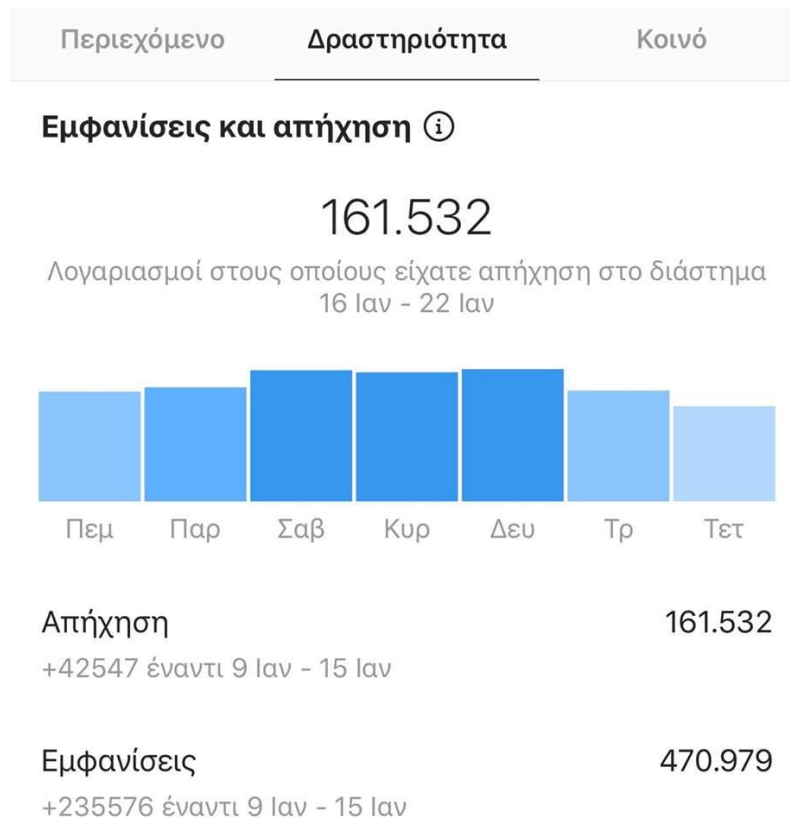 Περιεχόμενο Δραστηριότητα Κοινό
Εμφανίσεις και απήχηση
161.532
Λογαριασμοί στους οποίους είχατε απήχηση στο διάστημα
16 Ιαν - 22 Ιαν
Πεμ Παρ Σαβ Κυρ Δευ Τρ Τετ
Απήχηση 161.532
+42547 έναντι 9 Ιαν - 15 Ιαν
Εμφανίσεις 470.979
+235576 έναντι 9 Ιαν - 15 Ιαν